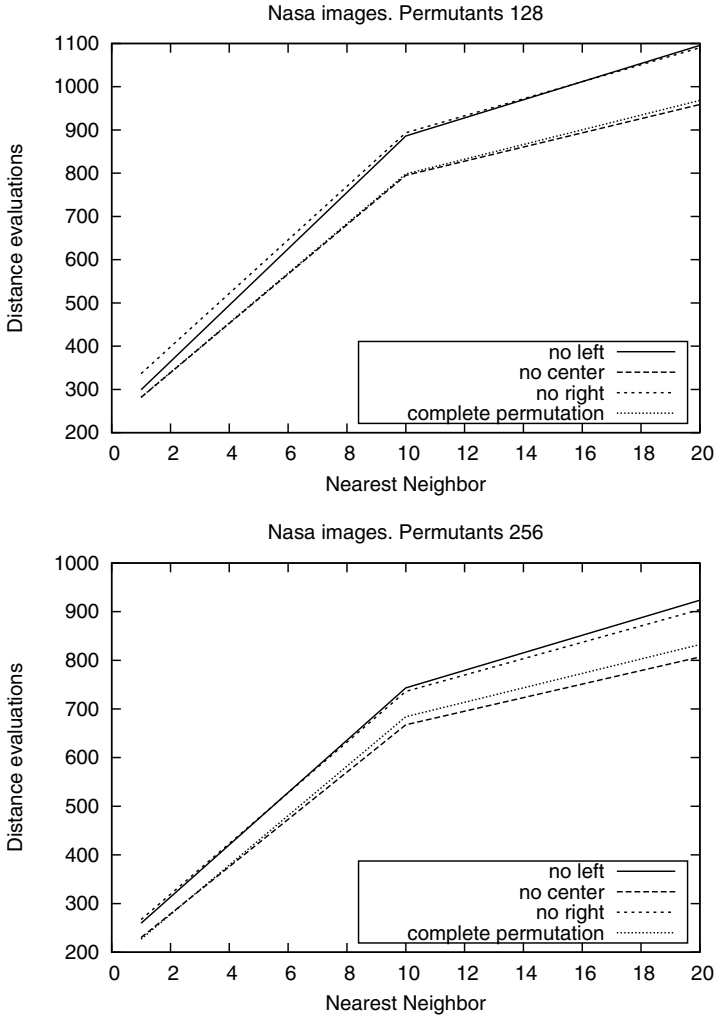 Nasa images. Permutants 128
1100
1000
900
800
700
600
500
400
300
200
Distance evaluations
no left
no center
no right
complete permutation
0 2 4 6 8 10 12 14 16 18 20
Nearest Neighbor
Nasa images. Permutants 256
1000
900
800
700
600
500
400
300
200
Distance evaluations
no left
no center
no right
complete permutation
0 2 4 6 8 10 12 14 16 18 20
Nearest Neighbor